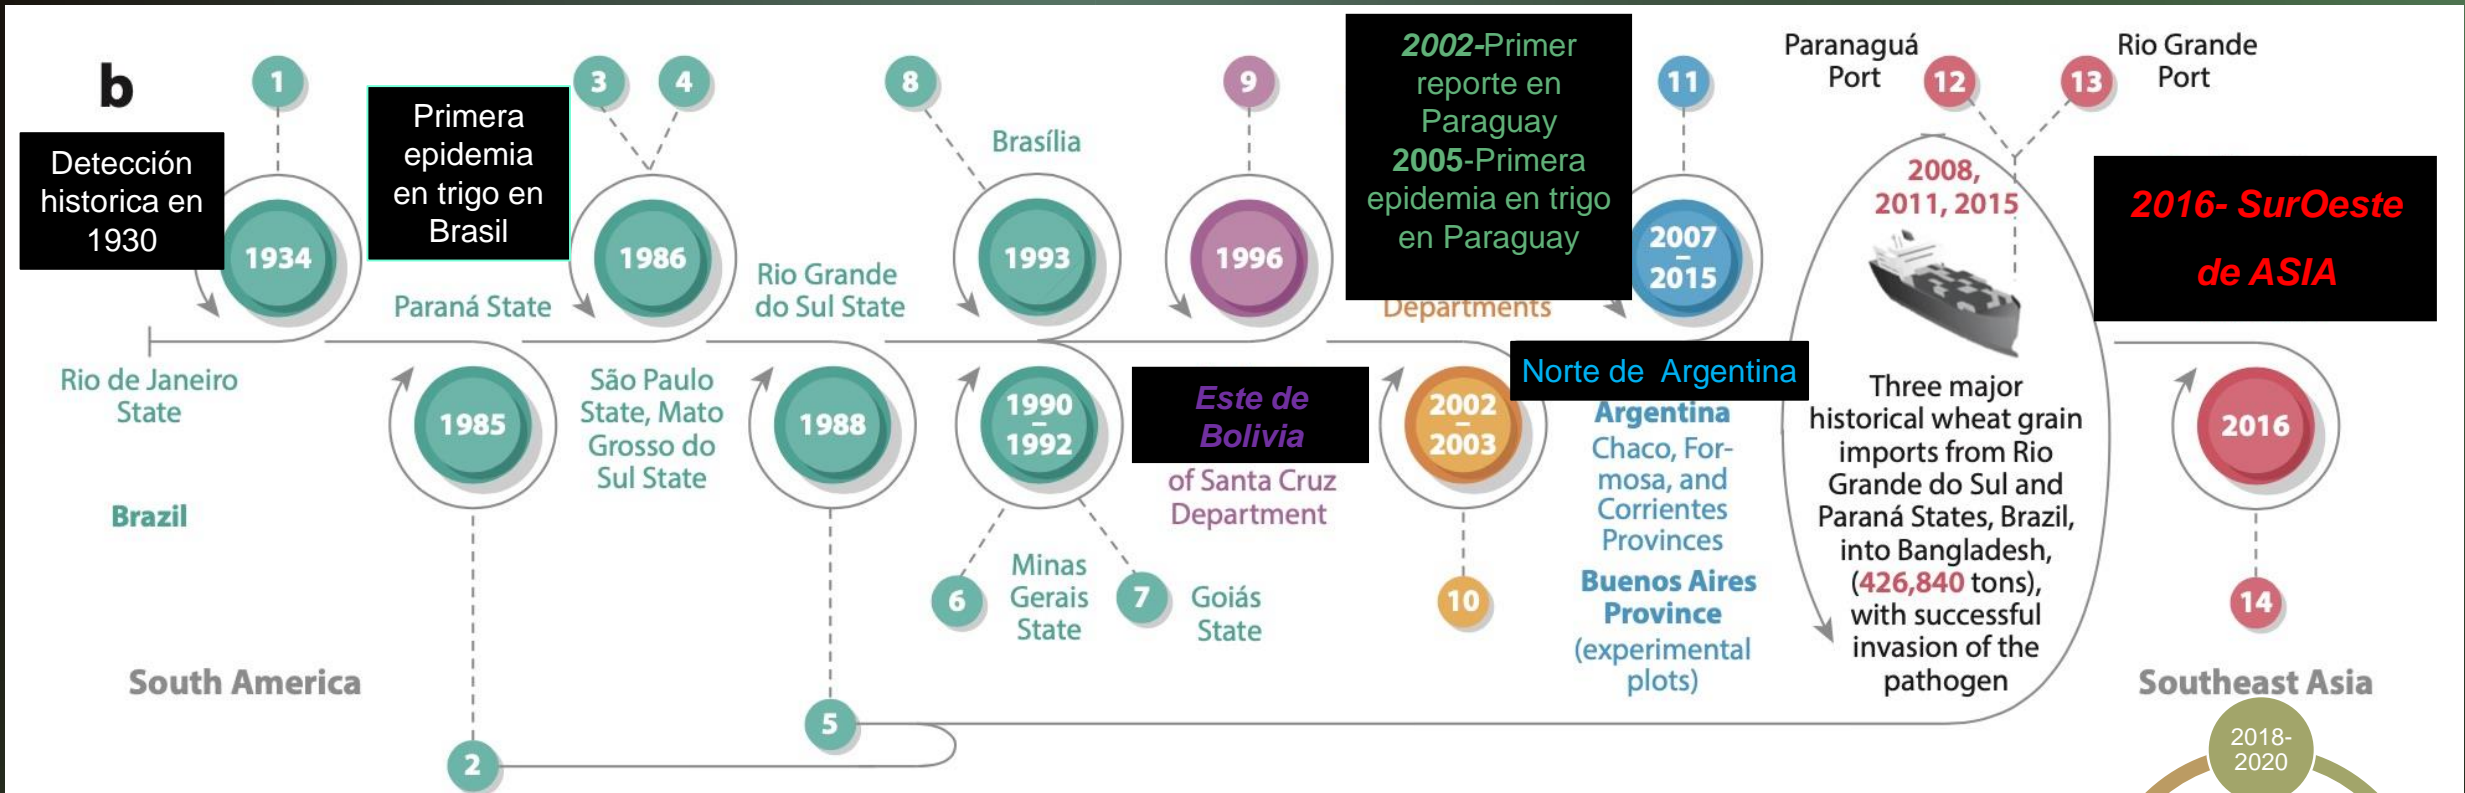 b
1
Detección
historica en
1930
1934
Rio de Janeiro
State
Brazil
South America
Primera
epidemia
en trigo en
Brasil
Paraná State
1985
2
3
4
1986
São Paulo
State, Mato
Grosso do
Sul State
Rio Grande
do Sul State
1988
5
8
Brasília
1993
1990
–
1992
6
Minas
Gerais
State
7
Goiás
State
9
1996
Este de
Bolivia
of Santa Cruz
Department
2002-Primer
reporte en
Paraguay
2005-Primera
epidemia en trigo
en Paraguay
Departments
2002
–
2003
10
11
2007
–
2015
Norte de Argentina
Argentina
Chaco, For-
mosa, and
Corrientes
Provinces
Buenos Aires
Province
(experimental
plots)
Paranaguá
Port
12
13
Rio Grande
Port
2008,
2011, 2015
Three major
historical wheat grain
imports from Rio
Grande do Sul and
Paraná States, Brazil,
into Bangladesh,
(426,840 tons),
with successful
invasion of the
pathogen
2016- SurOeste
de ASIA
2016
14
Southeast Asia
2018-
2020